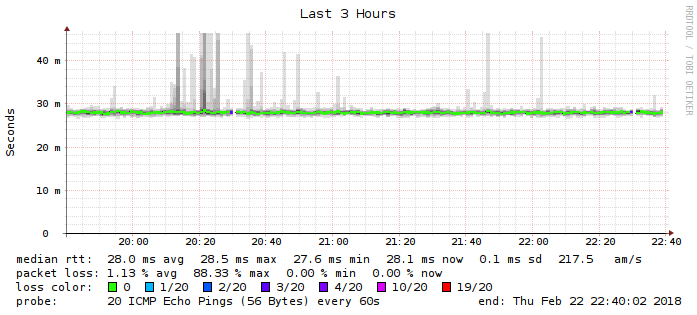 Last 3 Hours
RRDTOOL / TOBI OETIKER
Seconds
40 m
30 m
20 m
10 m
0
20:00 20:20 20:40 21:00 21:20 21:40 22:00 22:20 22:40
median rtt: 28.0 ms avg 28.5 ms max 27.6 ms min 28.1 ms now 0.1 ms sd 217.5 am/s
packet loss: 1.13 % avg 88.33 % max 0.00 % min 0.00 % now
loss color: 0 1/20 2/20 3/20 4/20 10/20 19/20
probe: 20 ICMP Echo Pings (56 Bytes) every 60s end: Thu Feb 22 22:40:02 2018